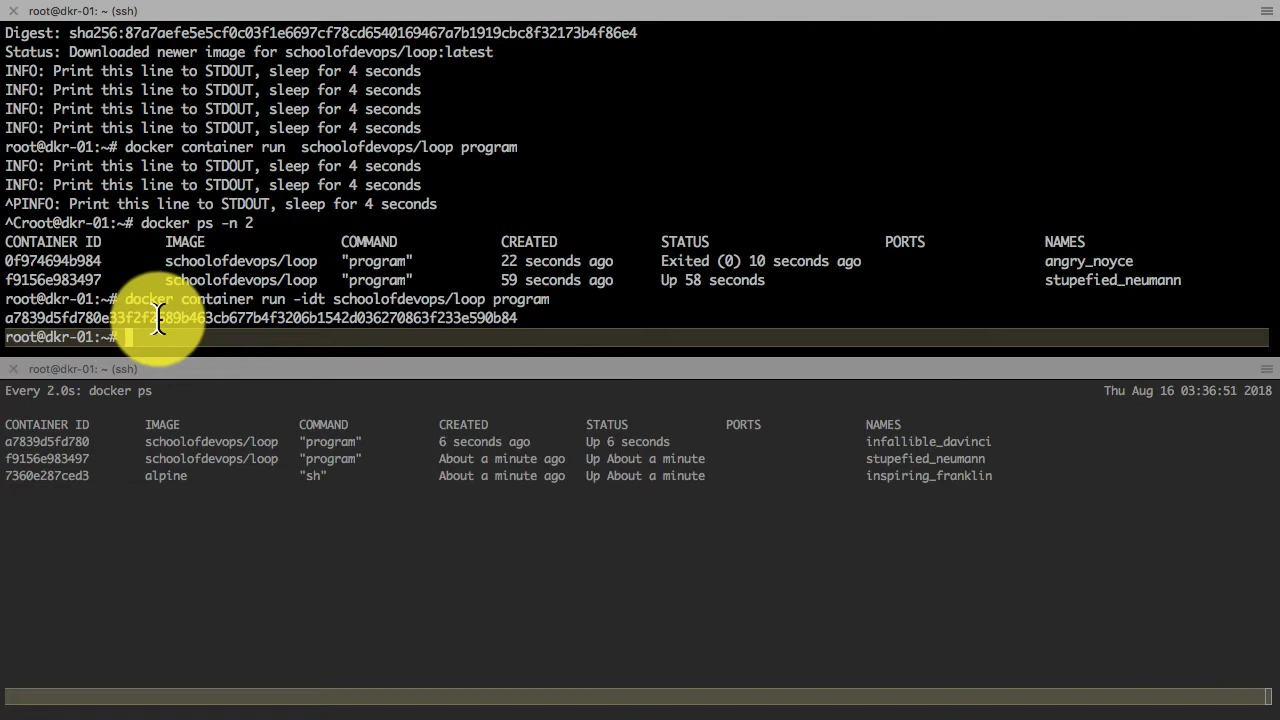 root@dkr-01: ~ (ssh)
Digest: sha256:87a7aefe5e5cf0c03f1e6697cf78cd6540169467a7b1919cbc8f32173b4f86e4
Status: Downloaded newer image for schoolofdevops/loop:latest
INFO: Print this line to STDOUT, sleep for 4 seconds
INFO: Print this line to STDOUT, sleep for 4 seconds
INFO: Print this line to STDOUT, sleep for 4 seconds
INFO: Print this line to STDOUT, sleep for 4 seconds
root@dkr-01:~# docker container run  schoolofdevops/loop program
INFO: Print this line to STDOUT, sleep for 4 seconds
INFO: Print this line to STDOUT, sleep for 4 seconds
^PINFO: Print this line to STDOUT, sleep for 4 seconds
^Croot@dkr-01:~# docker ps -n 2
CONTAINER ID IMAGE COMMAND CREATED STATUS PORTS NAMES
0f974694b984 schoolofdevops/loop "program" 22 seconds ago Exited (0) 10 seconds ago angry_noyce
f9156e983497 schoolofdevops/loop "program" 59 seconds ago Up 58 seconds stupefied_neumann
root@dkr-01:~# docker container run -idt schoolofdevops/loop program
a7839d5fd780e33f2f2589b463cb677b4f3206b1542d036270863f233e590b84
root@dkr-01:~#
root@dkr-01: ~ (ssh)
Every 2.0s: docker ps Thu Aug 16 03:36:51 2018
CONTAINER ID IMAGE COMMAND CREATED STATUS PORTS NAMES
a7839d5fd780 schoolofdevops/loop "program" 6 seconds ago Up 6 seconds infallible_davinci
f9156e983497 schoolofdevops/loop "program" About a minute ago Up About a minute stupefied_neumann
7360e287ced3 alpine "sh" About a minute ago Up About a minute inspiring_franklin